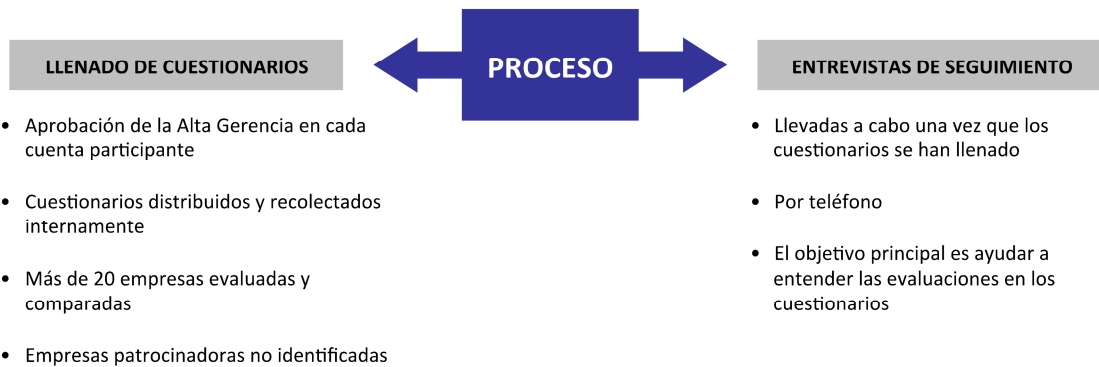 PROCESO
LLENADO DE CUESTIONARIOS
• Aprobación de la Alta Gerencia en cada
cuenta participante
• Cuestionarios distribuidos y recolectados
internamente
• Más de 20 empresas evaluadas y
comparadas
• Empresas patrocinadoras no identificadas
ENTREVISTAS DE SEGUIMIENTO
• Llevadas a cabo una vez que los
cuestionarios se han llenado
• Por teléfono
• El objetivo principal es ayudar a
entender las evaluaciones en los
cuestionarios